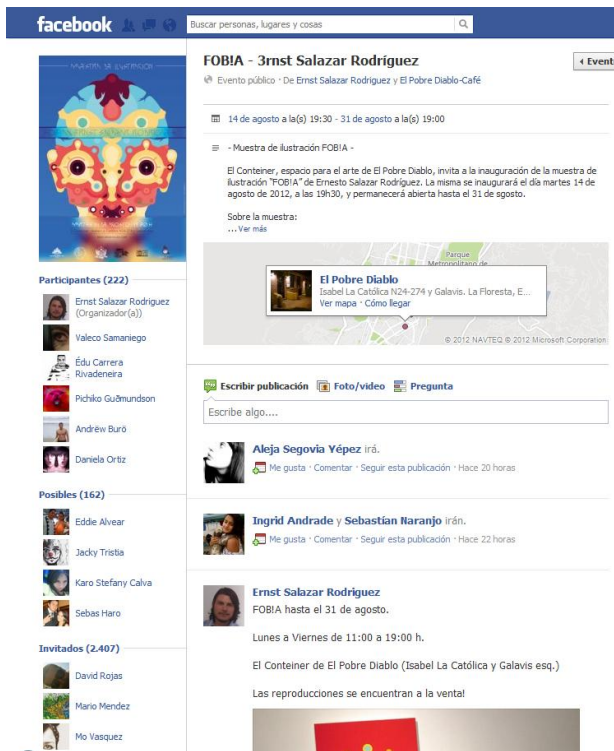 facebook
Buscar personas, lugares y cosas
FOB!A - 3rnst Salazar Rodríguez
Event
Evento público · De Ernst Salazar Rodriguez y El Pobre Diablo-Café
14 de agosto a la(s) 19:30 - 31 de agosto a la(s) 19:00
- Muestra de ilustración FOB!A -
El Conteiner, espacio para el arte de El Pobre Diablo, invita a la inauguración de la muestra de
ilustración "FOB!A" de Ernesto Salazar Rodríguez. La misma se inaugurará el día martes 14 de
agosto de 2012, a las 19h30, y permanecerá abierta hasta el 31 de sgosto.
Sobre la muestra:
... Ver más
Parque
Metropolitano de
El Pobre Diablo
Isabel La Católica N24-274 y Galavis. La Floresta, E...
Ver mapa · Cómo llegar
© 2012 NAVTEQ © 2012 Microsoft Corporation
Participantes (222)
Ernst Salazar Rodriguez
(Organizador(a))
Valeco Samaniego
Édu Carrera
Rivadeneira
Pichiko Guðmundson
Andrëw Burö
Daniela Ortiz
Posibles (162)
Eddie Alvear
Jacky Tristia
Karo Stefany Calva
Sebas Haro
Invitados (2.407)
David Rojas
Mario Mendez
Mo Vasquez
Escribir publicación Foto/video Pregunta
Escribe algo....
Aleja Segovia Yépez irá.
Me gusta · Comentar · Seguir esta publicación · Hace 20 horas
Ingrid Andrade y Sebastían Naranjo irán.
Me gusta · Comentar · Seguir esta publicación · Hace 22 horas
Ernst Salazar Rodriguez
FOB!A hasta el 31 de agosto.
Lunes a Viernes de 11:00 a 19:00 h.
El Conteiner de El Pobre Diablo (Isabel La Católica y Galavis esq.)
Las reproducciones se encuentran a la venta!